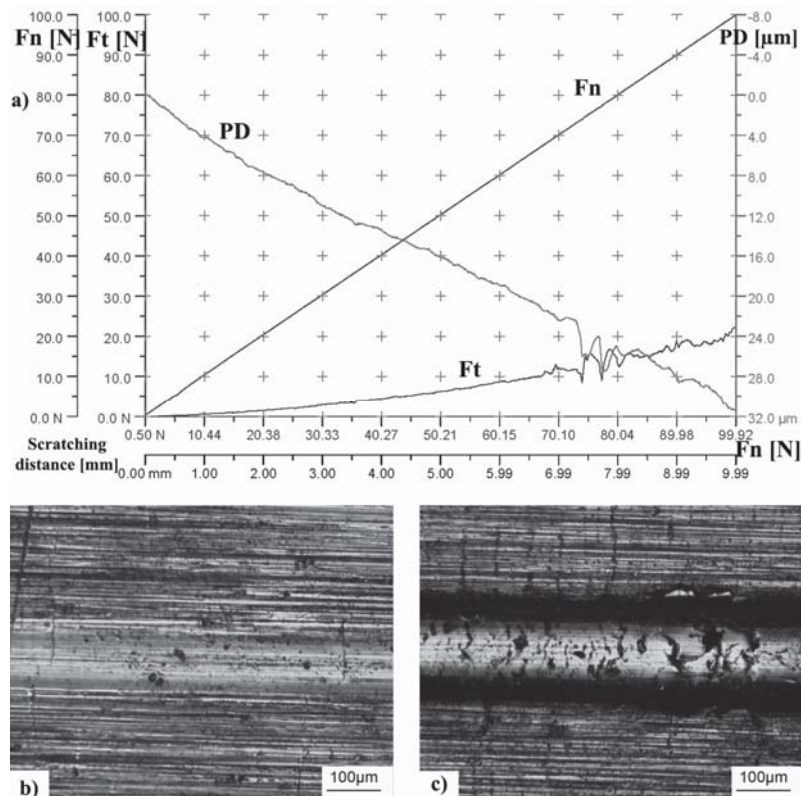 Fn [N] Ft [N] PD [µm]
100.0 100.0 -8.0
90.0 90.0 -4.0
a)
80.0 80.0 0.0
70.0 70.0 4.0
60.0 60.0 8.0
50.0 50.0 12.0
40.0 40.0 16.0
30.0 30.0 20.0
20.0 20.0 24.0
10.0 10.0 28.0
0.0 N 0.0 N 32.0 µm
Fn
PD
Ft
0.50 N 10.44 20.38 30.33 40.27 50.21 60.15 70.10 80.04 89.98 99.92
Scratching
distance [mm]
Fn [N]
0.00 mm 1.00 2.00 3.00 4.00 5.00 5.99 6.99 7.99 8.99 9.99
b)
100µm
c)
100µm